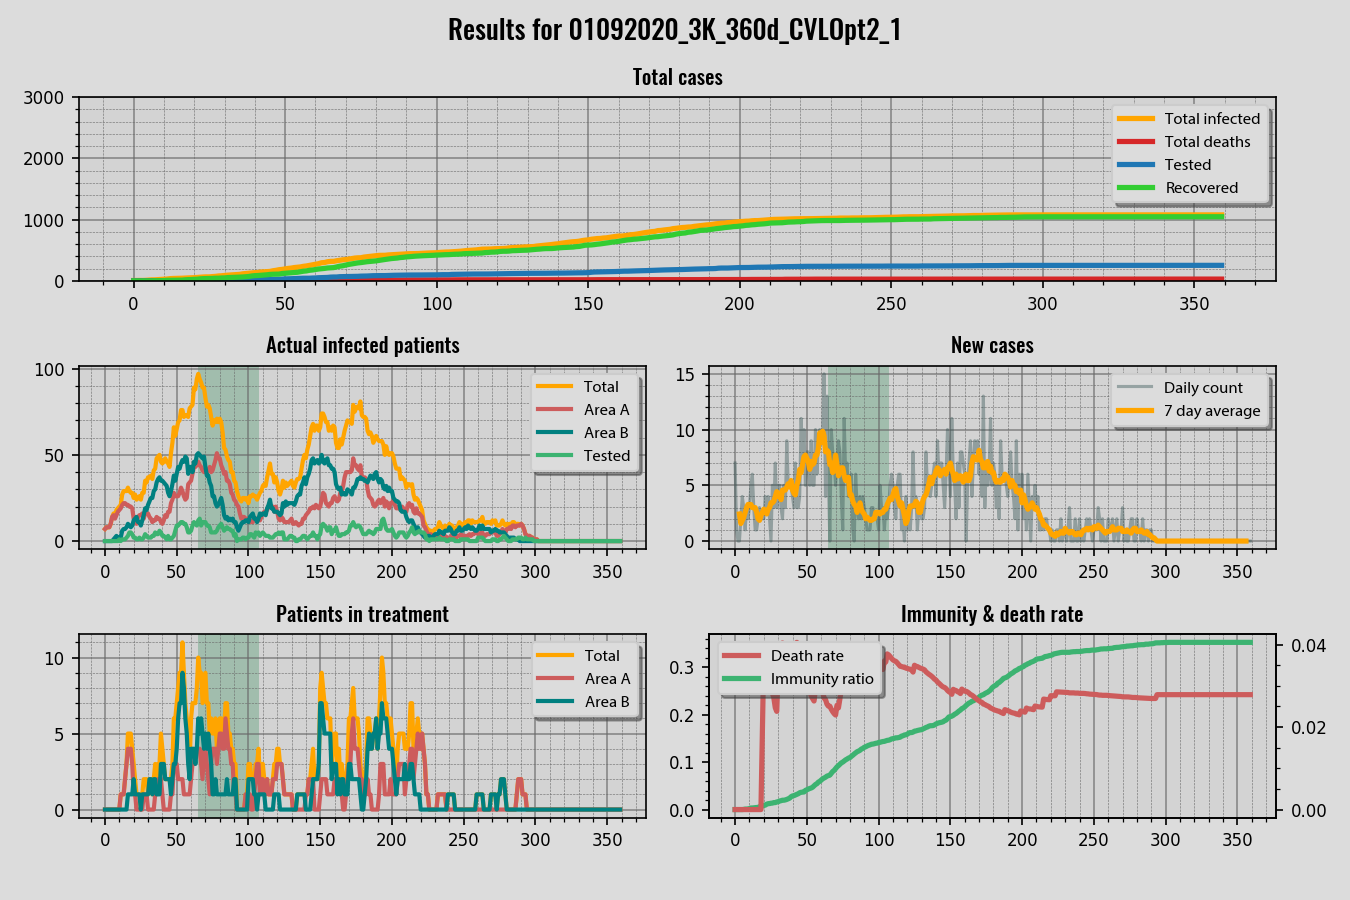 Results for 01092020_3K_360d_CVLOpt2_1
Total cases
3000
2000
1000
0
Total infected
Total deaths
Tested
Recovered
0 50 100 150 200 250 300 350
Actual infected patients
100
50
0
Total
Area A
Area B
Tested
0 50 100 150 200 250 300 350
New cases
15
10
5
0
Daily count
7 day average
0 50 100 150 200 250 300 350
Patients in treatment
10
5
0
Total
Area A
Area B
0 50 100 150 200 250 300 350
Immunity & death rate
0.3
0.2
0.1
0.0
Death rate
Immunity ratio
0.04
0.02
0.00
0 50 100 150 200 250 300 350